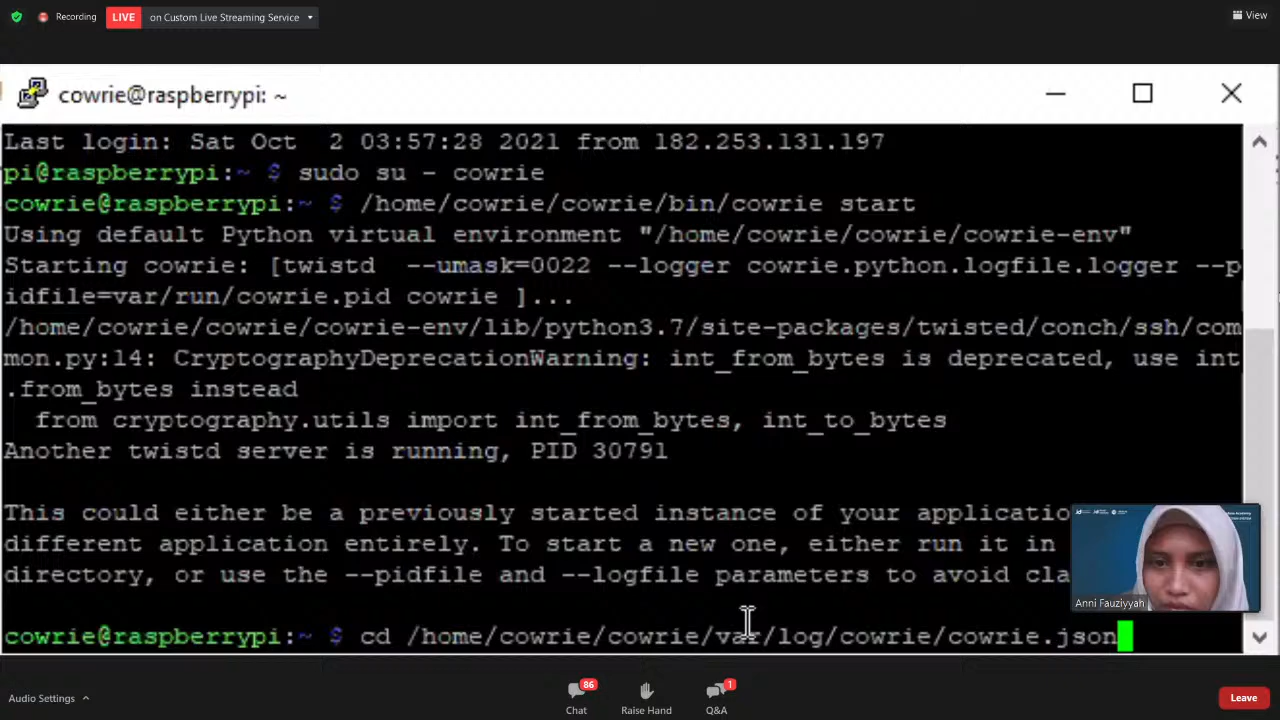 Recording
LIVE
on Custom Live Streaming Service
View
cowrie@raspberrypi: ~
Last login: Sat Oct  2 03:57:28 2021 from 182.253.131.197
pi@raspberrypi:~ $ sudo su - cowrie
cowrie@raspberrypi:~ $ /home/cowrie/cowrie/bin/cowrie start
Using default Python virtual environment "/home/cowrie/cowrie/cowrie-env"
Starting cowrie: [twistd  --umask=0022 --logger cowrie.python.logfile.logger --p
idfile=var/run/cowrie.pid cowrie ]...
/home/cowrie/cowrie/cowrie-env/lib/python3.7/site-packages/twisted/conch/ssh/com
mon.py:14: CryptographyDeprecationWarning: int_from_bytes is deprecated, use int
.from_bytes instead
  from cryptography.utils import int_from_bytes, int_to_bytes
Another twistd server is running, PID 30791
This could either be a previously started instance of your applicatio
different application entirely. To start a new one, either run it in
directory, or use the --pidfile and --logfile parameters to avoid cla
Anni Fauziyyah
cowrie@raspberrypi:~ $ cd /home/cowrie/cowrie/var/log/cowrie/cowrie.json
Audio Settings
86
Chat
Raise Hand
1
Q&A
Leave